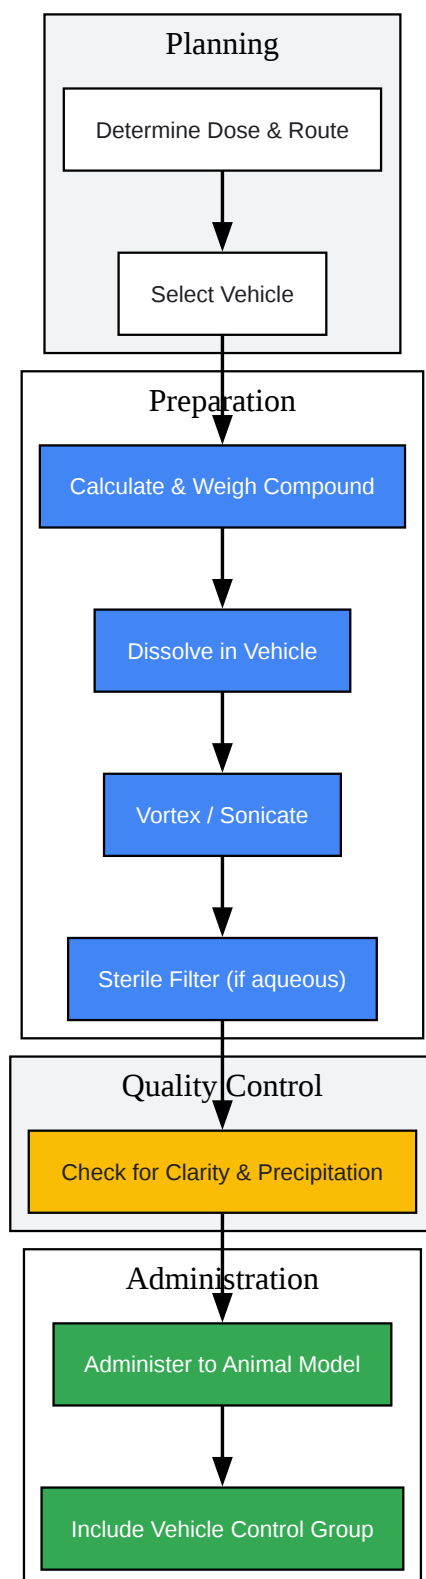 Planning
Determine Dose & Route
Select Vehicle
Preparation
Calculate & Weigh Compound
Dissolve in Vehicle
Vortex / Sonicate
Sterile Filter (if aqueous)
Quality Control
Check for Clarity & Precipitation
Administration
Administer to Animal Model
Include Vehicle Control Group